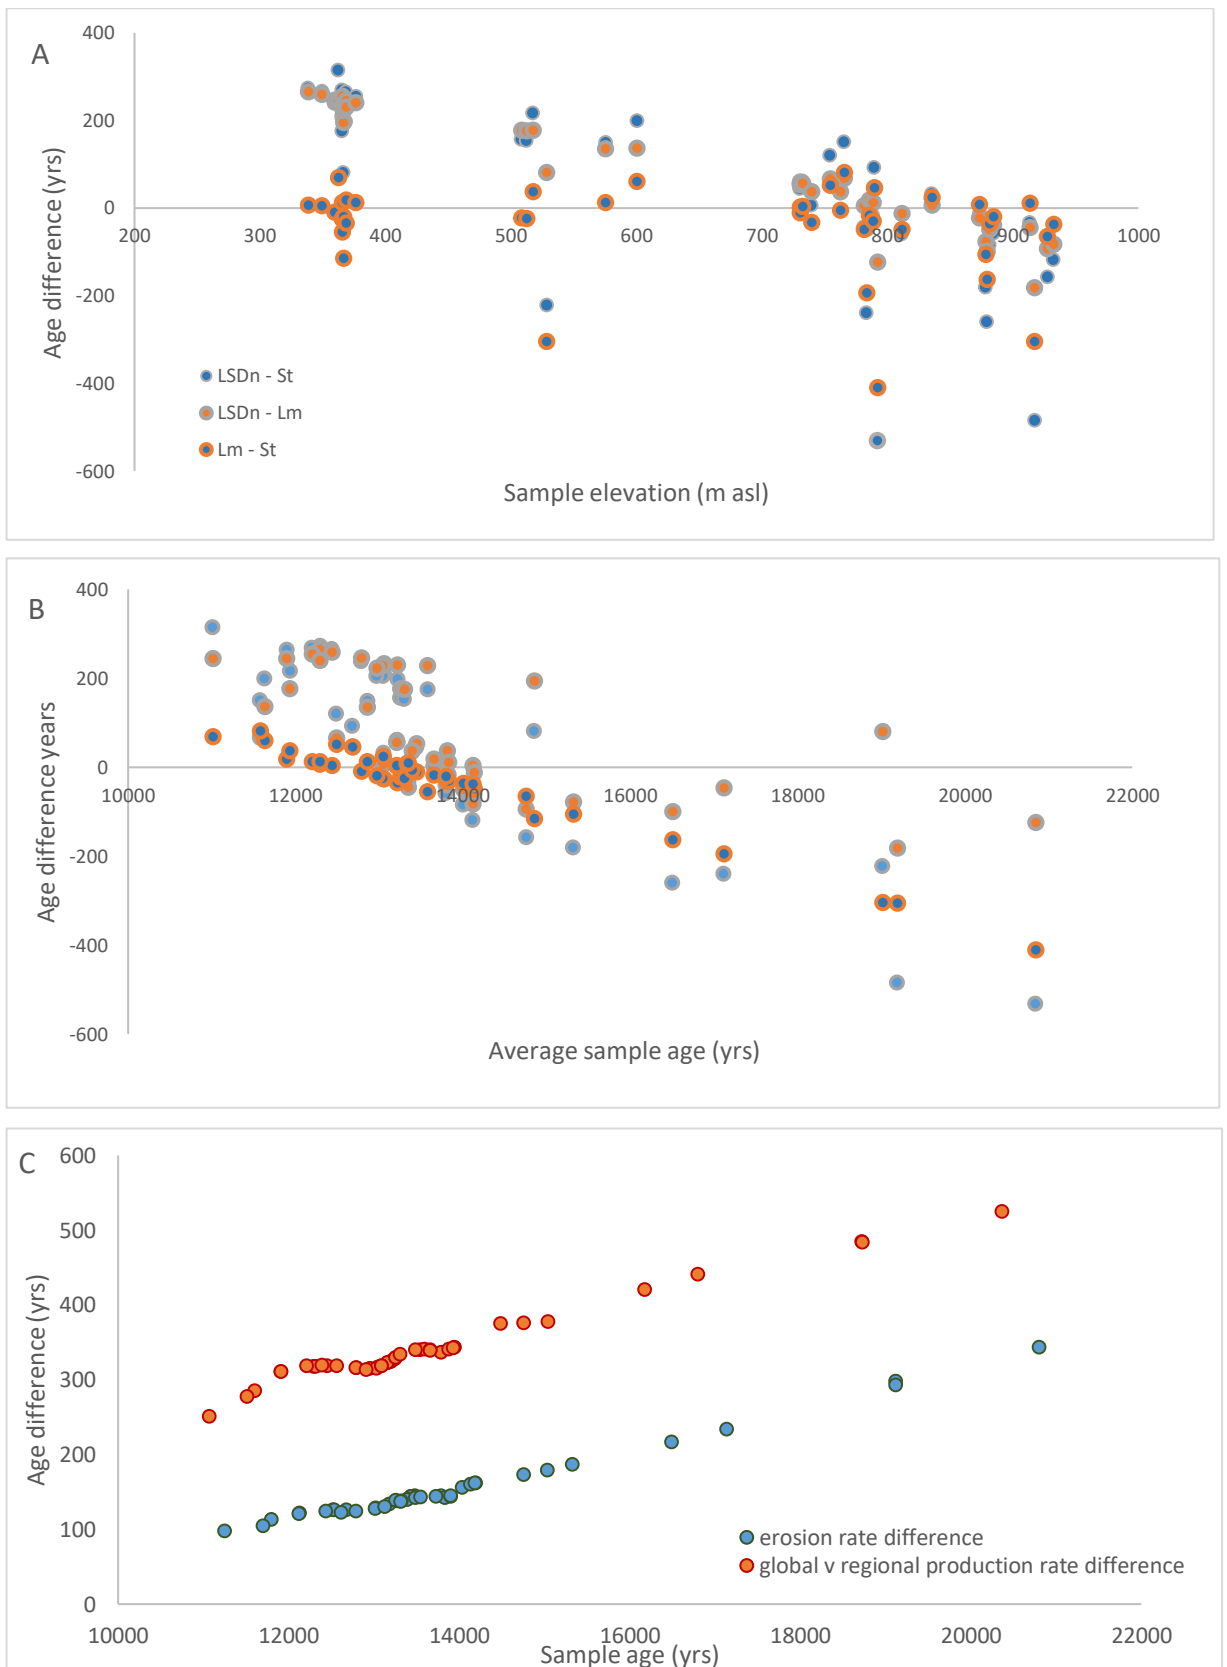 A
400
200
0
-200
-400
-600
Age difference (yrs)
200 300 400 500 600 700 800 900 1000
LSDn - St
LSDn - Lm
Lm - St
Sample elevation (m asl)
B
400
200
0
-200
-400
-600
Age difference years
10000 12000 14000 16000 18000 20000 22000
Average sample age (yrs)
C
600
500
400
300
200
100
0
Age difference (yrs)
erosion rate difference
global v regional production rate difference
10000 12000 14000 16000 18000 20000 22000
Sample age (yrs)